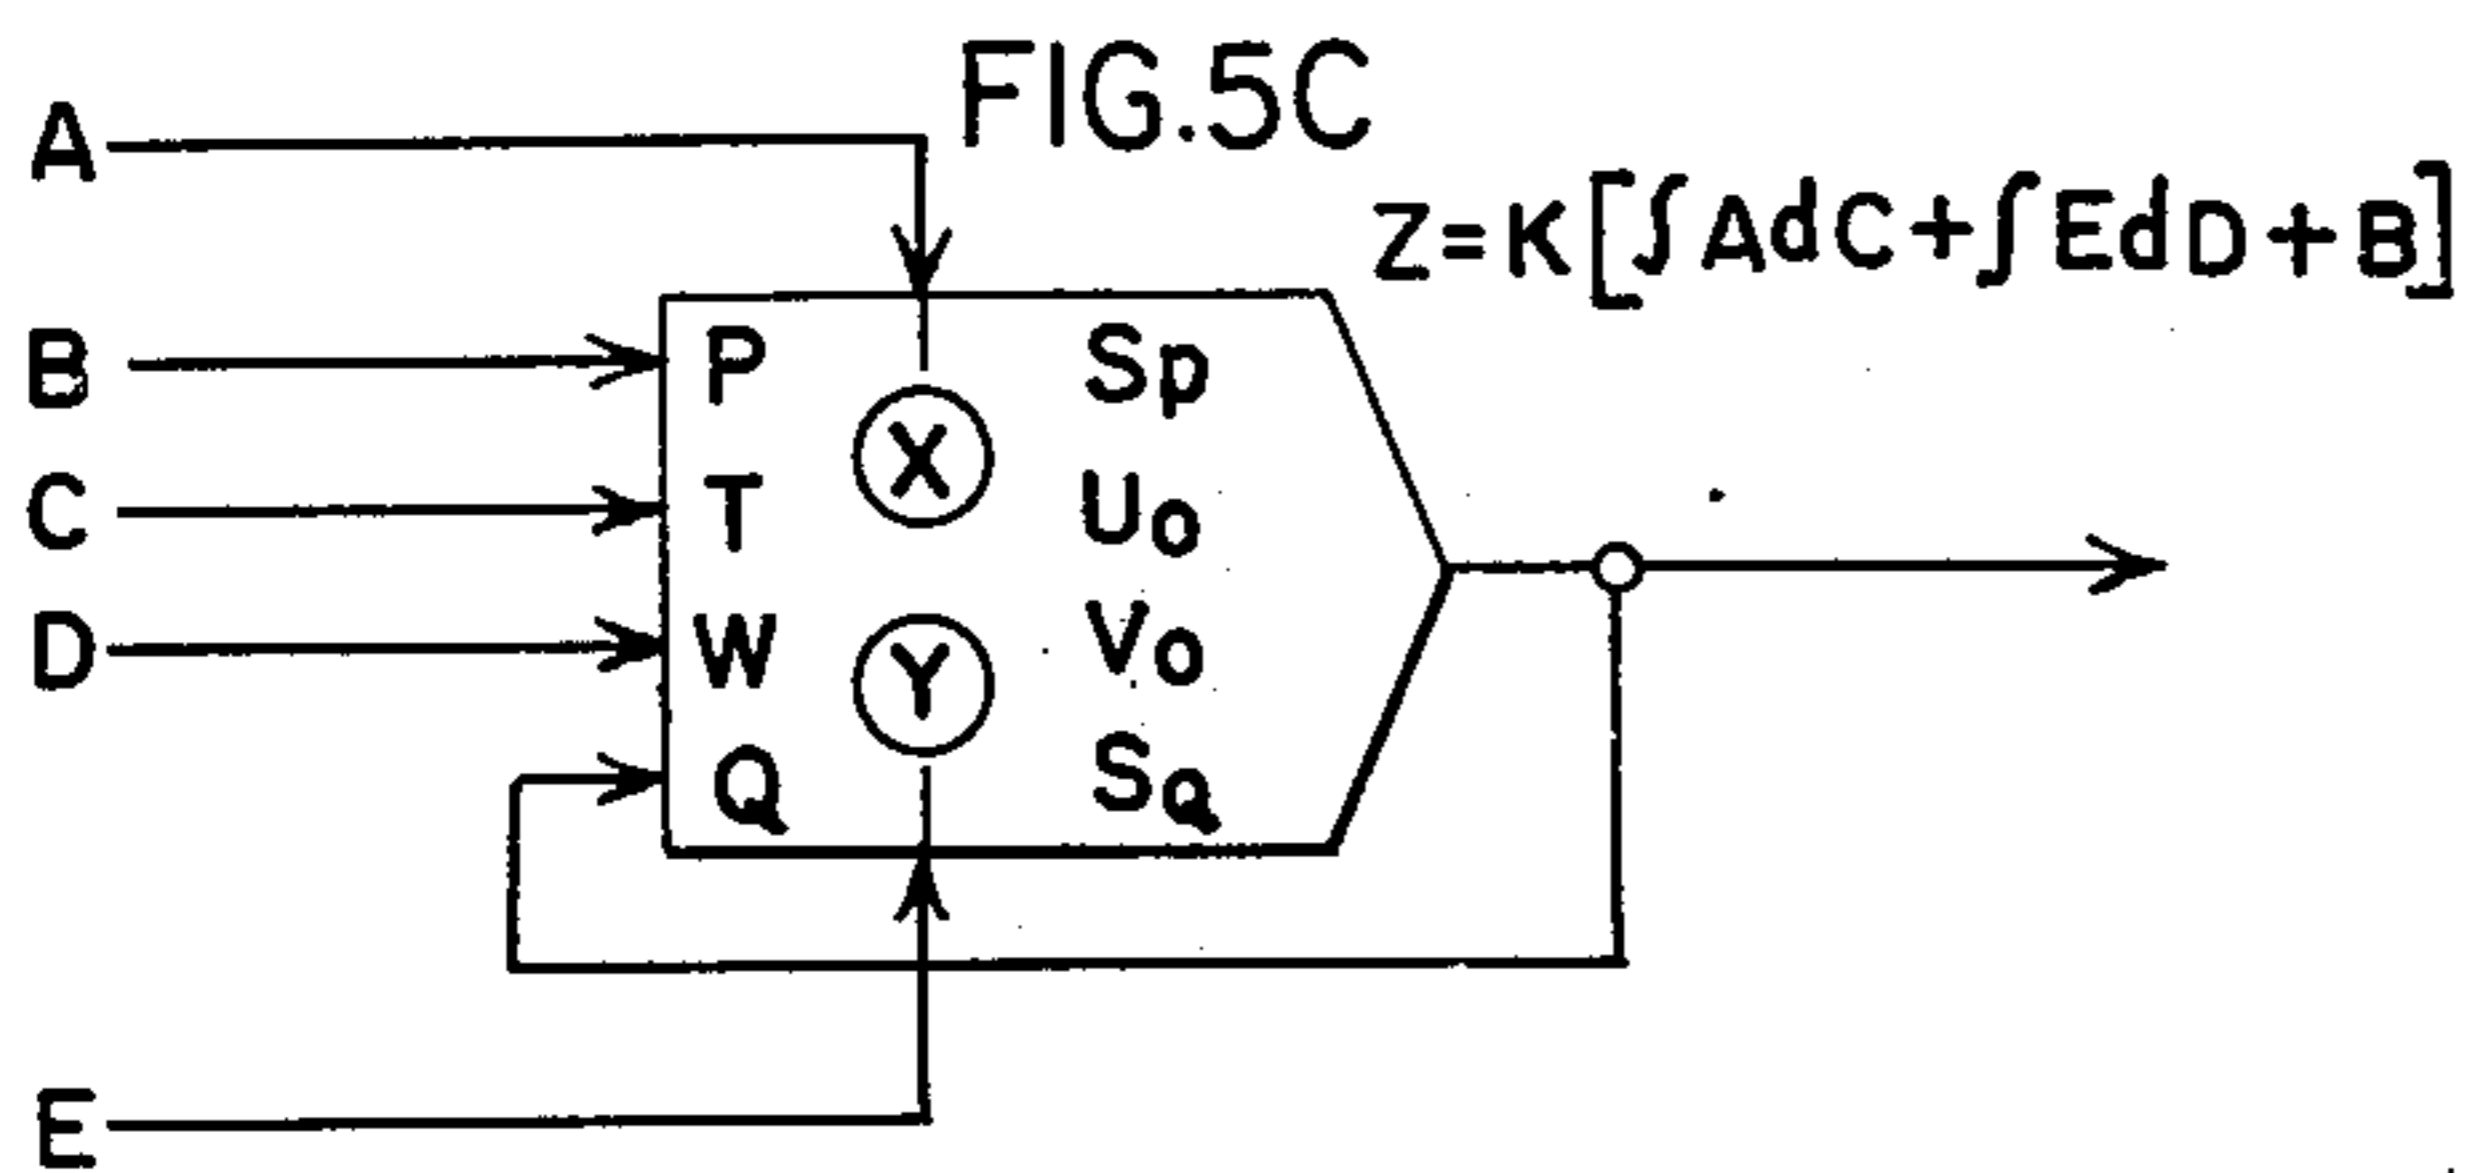 FIG.5C
A
Z=K[∫AdC+∫EdD+B]
B P Sp
X
C T Uo
D W Vo
Y
Q SQ
E